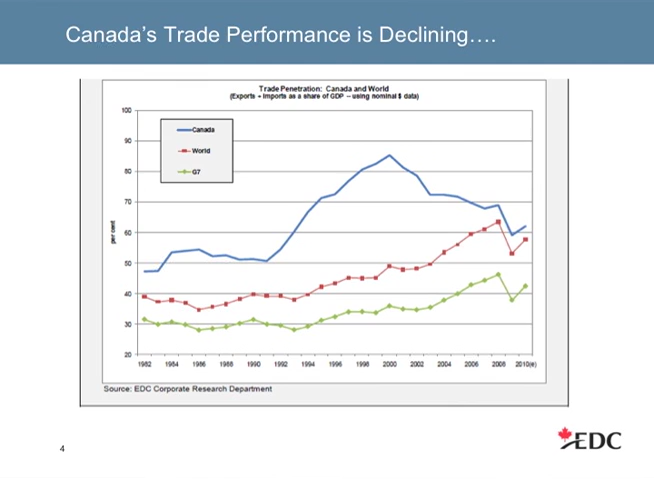 Canada's Trade Performance is Declining….
Trade Penetration: Canada and World
(Exports + Imports as a share of GDP -- using nominal $ data)
100
90
80
70
60
50
40
30
20
per cent
Canada
World
G7
1982 1984 1986 1988 1990 1992 1994 1996 1998 2000 2002 2004 2006 2008 2010(e)
Source: EDC Corporate Research Department
4
EDC